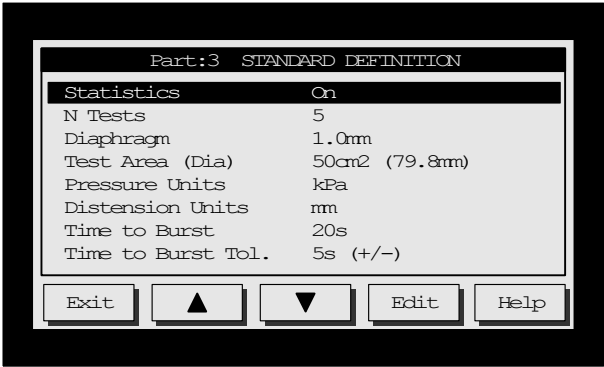 Part:3 STANDARD DEFINITION
Statistics On
N Tests 5
Diaphragm 1.0mm
Test Area (Dia) 50cm2 (79.8mm)
Pressure Units kPa
Distension Units mm
Time to Burst 20s
Time to Burst Tol. 5s (+/-)
Exit ▲ ▼ Edit Help